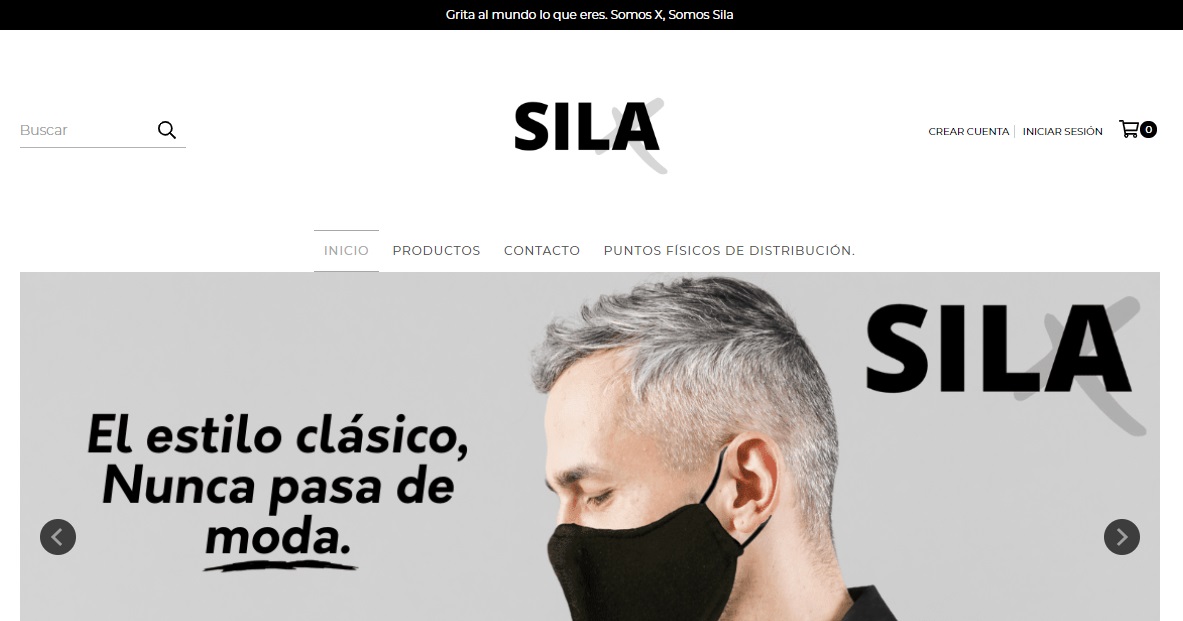 Grita al mundo lo que eres. Somos X, Somos Sila
Buscar
SILA X
CREAR CUENTA
INICIAR SESIÓN
0
INICIO
PRODUCTOS
CONTACTO
PUNTOS FÍSICOS DE DISTRIBUCIÓN.
SILA X
El estilo clásico,
Nunca pasa de
moda.